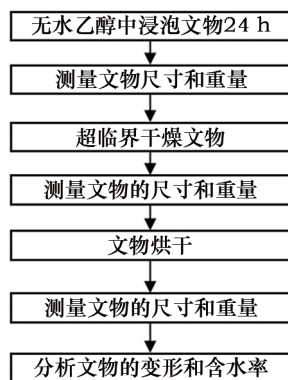 无水乙醇中浸泡文物24 h
测量文物尺寸和重量
超临界干燥文物
测量文物的尺寸和重量
文物烘干
测量文物的尺寸和重量
分析文物的变形和含水率